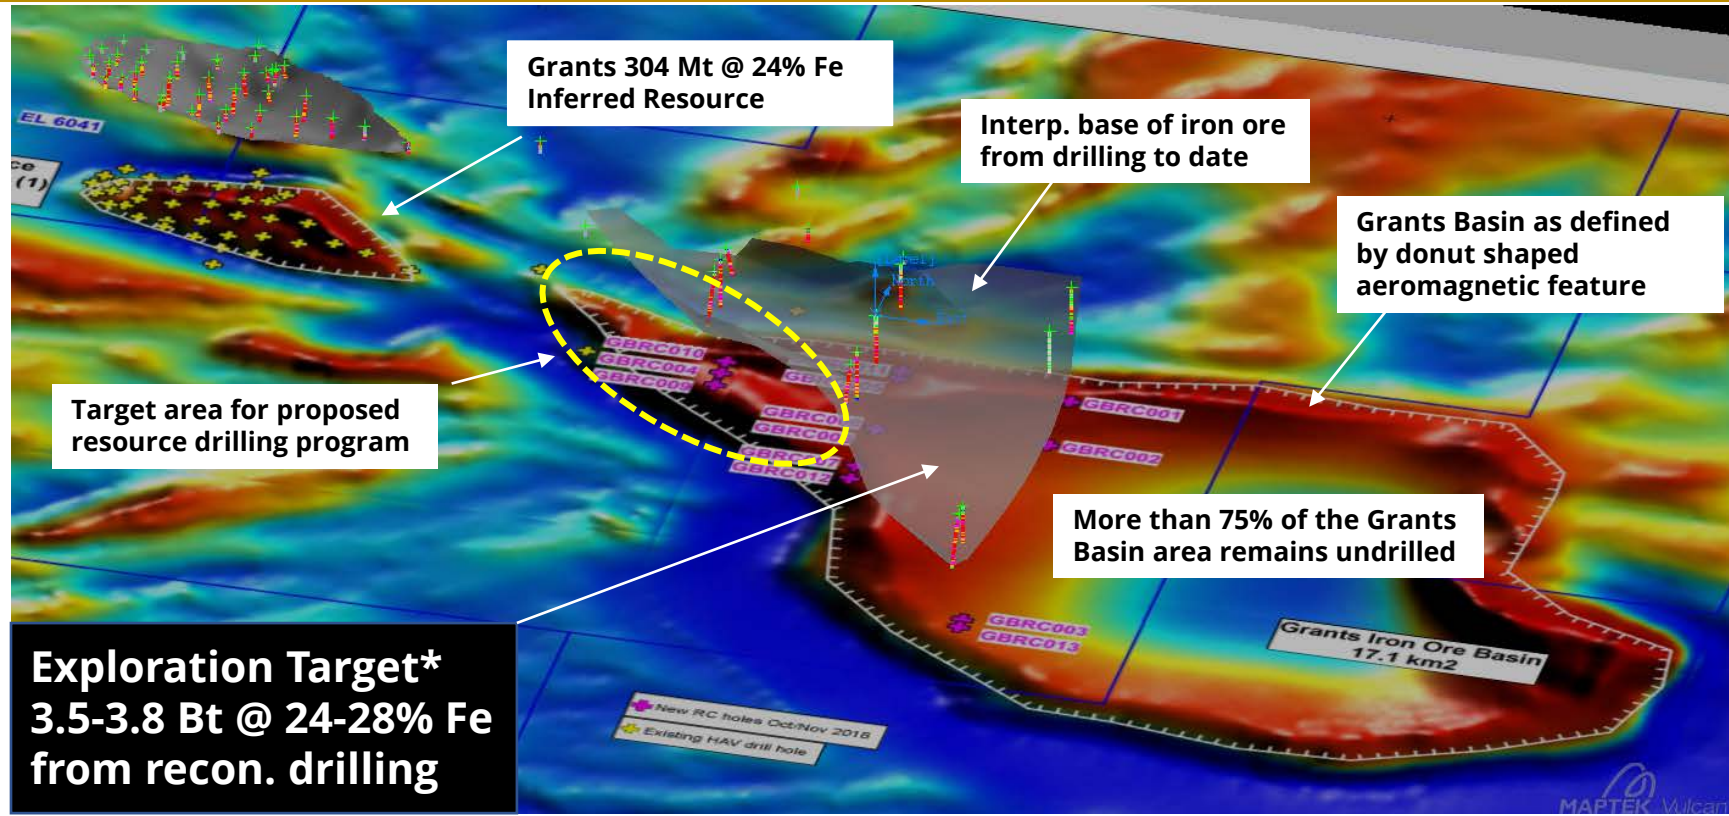 Grants 304 Mt @ 24% Fe
Inferred Resource
Interp. base of iron ore
from drilling to date
Grants Basin as defined
by donut shaped
aeromagnetic feature
EL 6041
ce
(1)
North
Target area for proposed
resource drilling program
GBRC010
GBRC004
GBRC009
GBRC012
GBRC001
GBRC002
More than 75% of the Grants
Basin area remains undrilled
GBRC003
GBRC013
Grants Iron Ore Basin
17.1 km2
Exploration Target*
3.5-3.8 Bt @ 24-28% Fe
from recon. drilling
New RC holes Oct/Nov 2018
Existing HAV drill hole
MAPTEK Vulcan